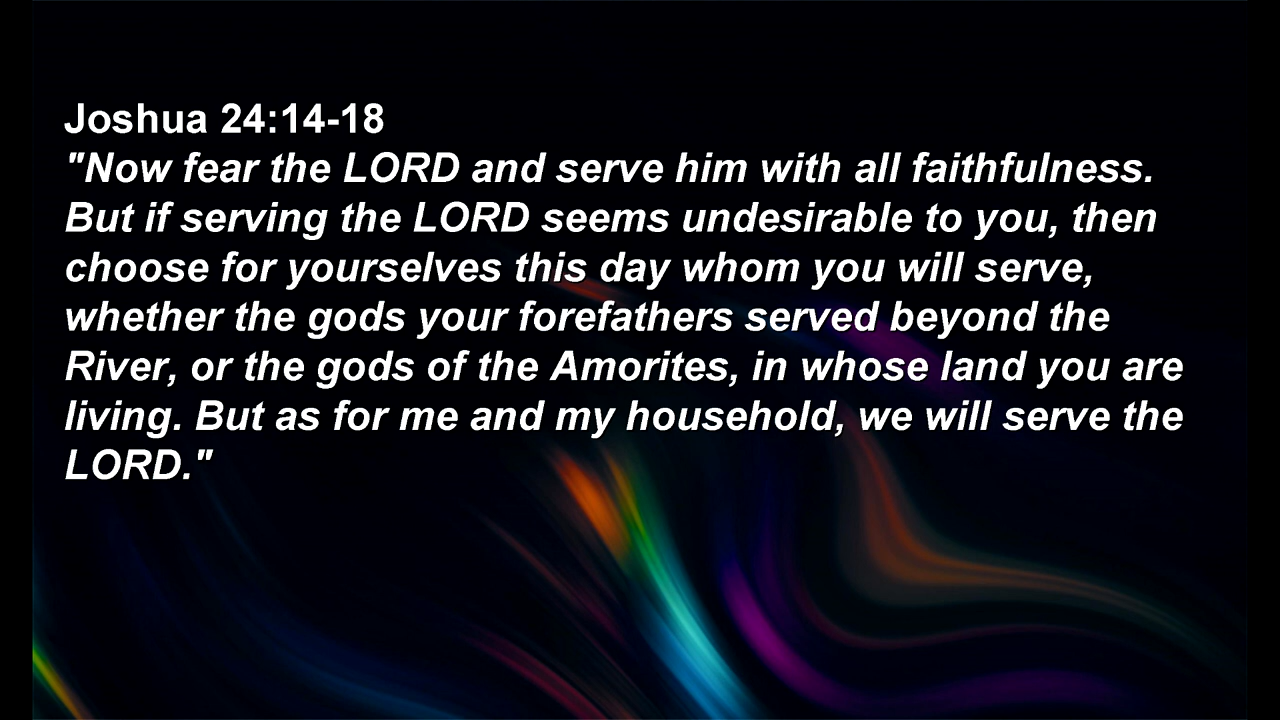 Joshua 24:14-18
"Now fear the LORD and serve him with all faithfulness.
But if serving the LORD seems undesirable to you, then
choose for yourselves this day whom you will serve,
whether the gods your forefathers served beyond the
River, or the gods of the Amorites, in whose land you are
living. But as for me and my household, we will serve the
LORD."